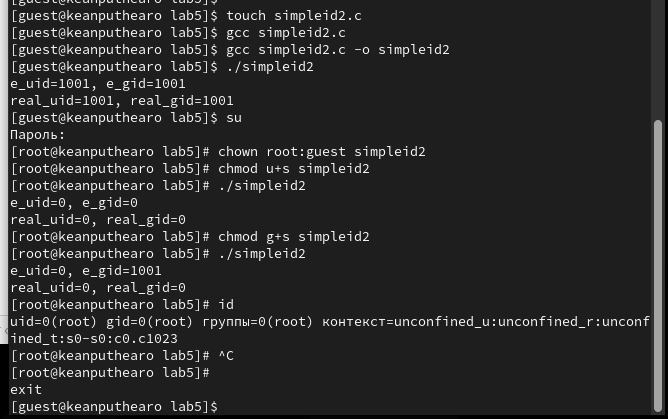 [guest@keanputhearo lab5]$ touch simpleid2.c
[guest@keanputhearo lab5]$ gcc simpleid2.c
[guest@keanputhearo lab5]$ gcc simpleid2.c -o simpleid2
[guest@keanputhearo lab5]$ ./simpleid2
e_uid=1001, e_gid=1001
real_uid=1001, real_gid=1001
[guest@keanputhearo lab5]$ su
Пароль:
[root@keanputhearo lab5]# chown root:guest simpleid2
[root@keanputhearo lab5]# chmod u+s simpleid2
[root@keanputhearo lab5]# ./simpleid2
e_uid=0, e_gid=0
real_uid=0, real_gid=0
[root@keanputhearo lab5]# chmod g+s simpleid2
[root@keanputhearo lab5]# ./simpleid2
e_uid=0, e_gid=1001
real_uid=0, real_gid=0
[root@keanputhearo lab5]# id
uid=0(root) gid=0(root) группы=0(root) контекст=unconfined_u:unconfined_r:unconf
ined_t:s0-s0:c0.c1023
[root@keanputhearo lab5]# ^C
[root@keanputhearo lab5]#
exit
[guest@keanputhearo lab5]$